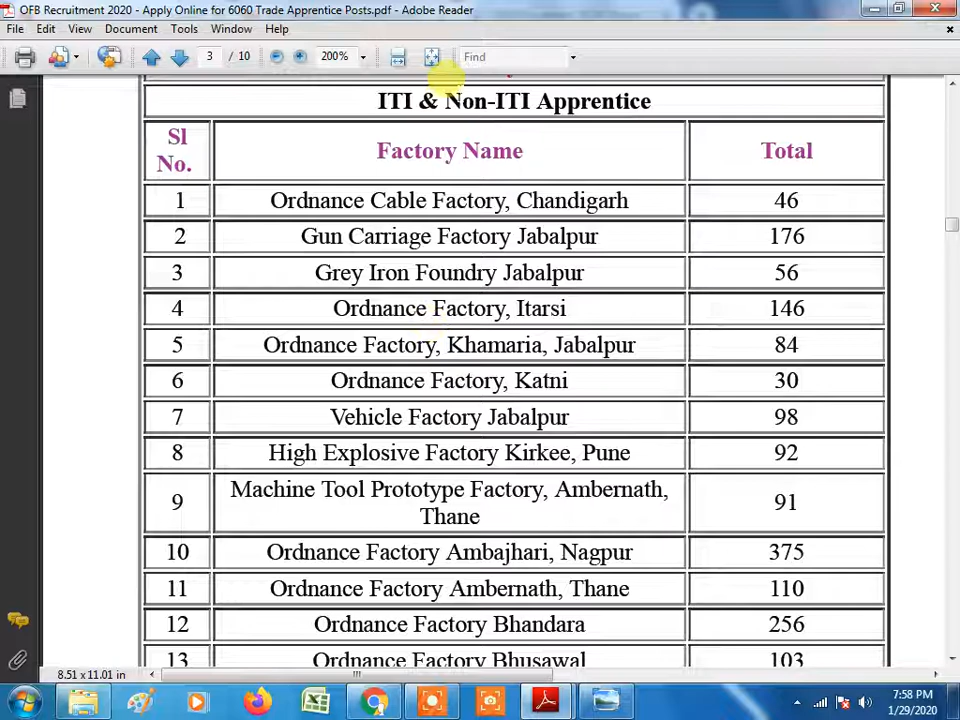 OFB Recruitment 2020 - Apply Online for 6060 Trade Apprentice Posts.pdf - Adobe Reader
File Edit View Document Tools Window Help
3 / 10 200% Find
ITI & Non-ITI Apprentice
Sl No. Factory Name Total
1 Ordnance Cable Factory, Chandigarh 46
2 Gun Carriage Factory Jabalpur 176
3 Grey Iron Foundry Jabalpur 56
4 Ordnance Factory, Itarsi 146
5 Ordnance Factory, Khamaria, Jabalpur 84
6 Ordnance Factory, Katni 30
7 Vehicle Factory Jabalpur 98
8 High Explosive Factory Kirkee, Pune 92
9 Machine Tool Prototype Factory, Ambernath, Thane 91
10 Ordnance Factory Ambajhari, Nagpur 375
11 Ordnance Factory Ambernath, Thane 110
12 Ordnance Factory Bhandara 256
13 Ordnance Factory Bhusawal 103
8.51 x 11.01 in
7:58 PM
1/29/2020